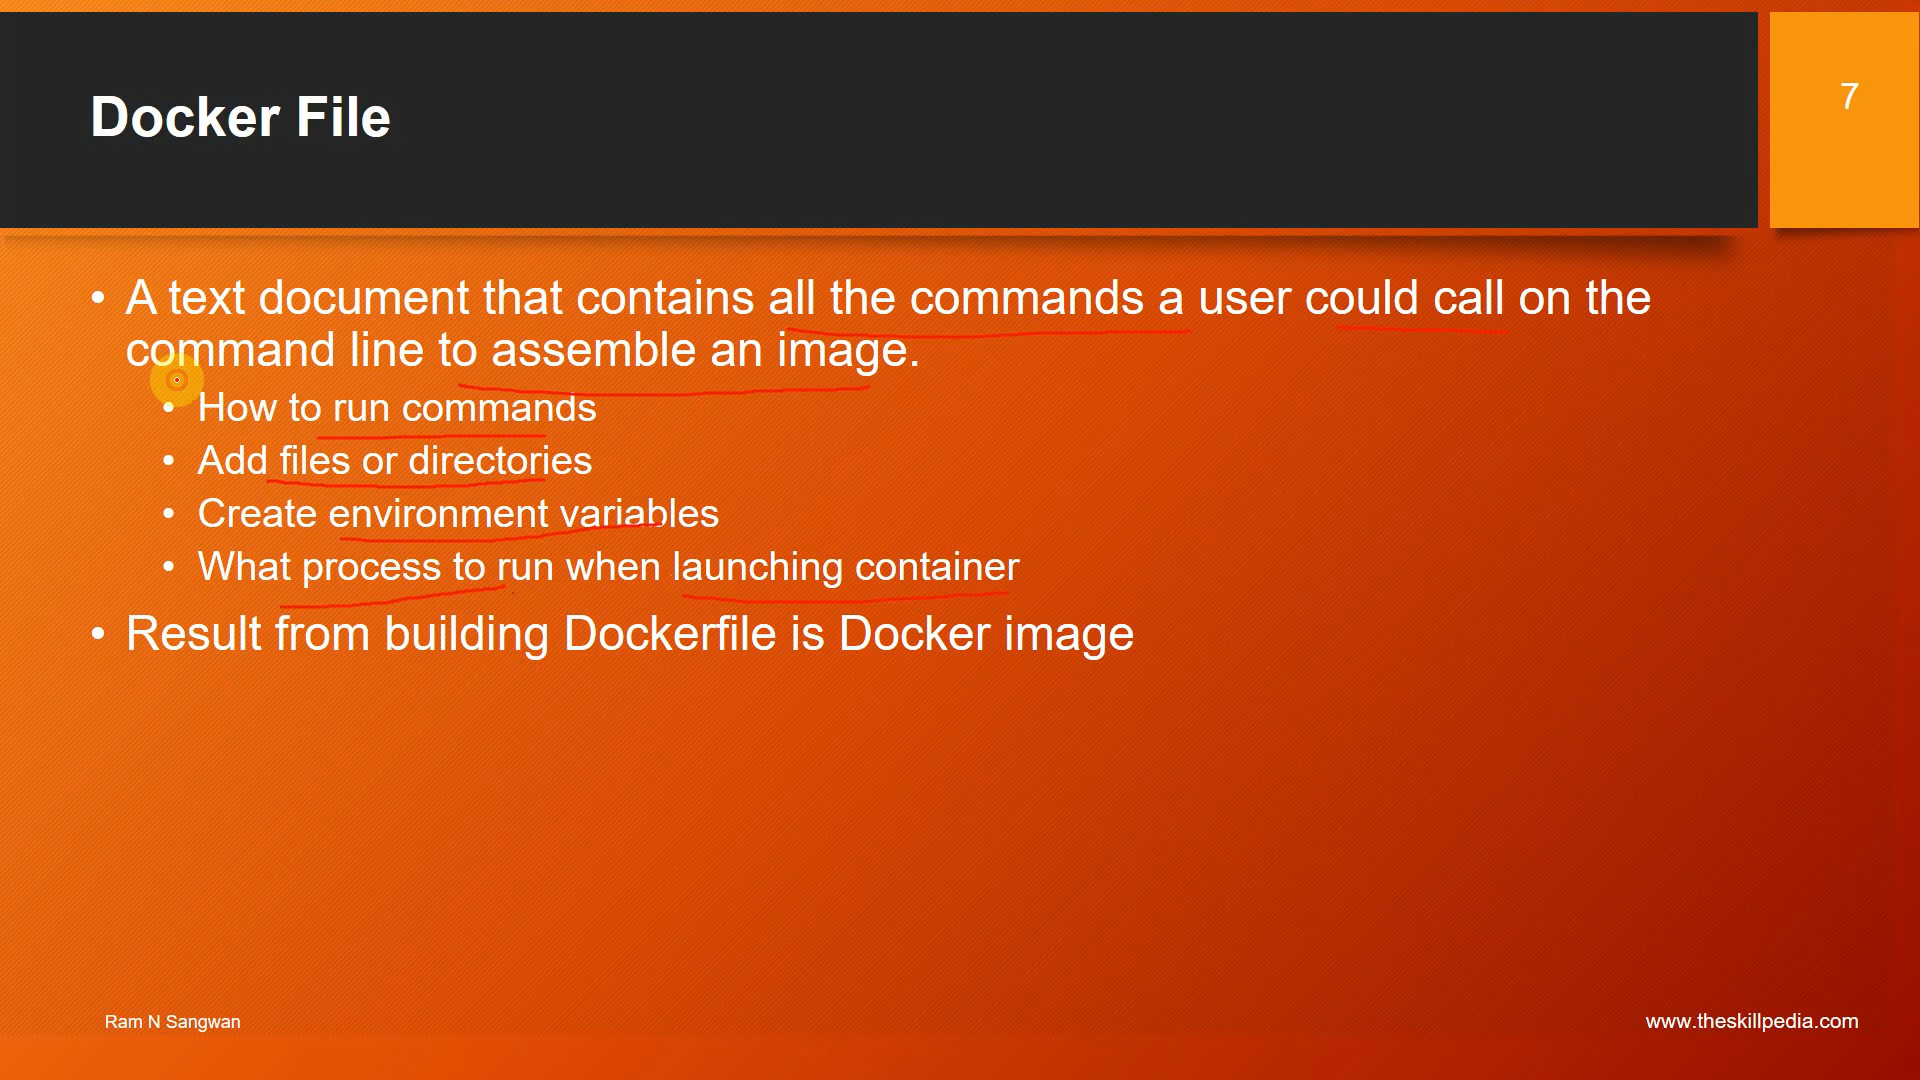 Docker File
7
• A text document that contains all the commands a user could call on the
command line to assemble an image.
• How to run commands
• Add files or directories
• Create environment variables
• What process to run when launching container
• Result from building Dockerfile is Docker image
Ram N Sangwan
www.theskillpedia.com